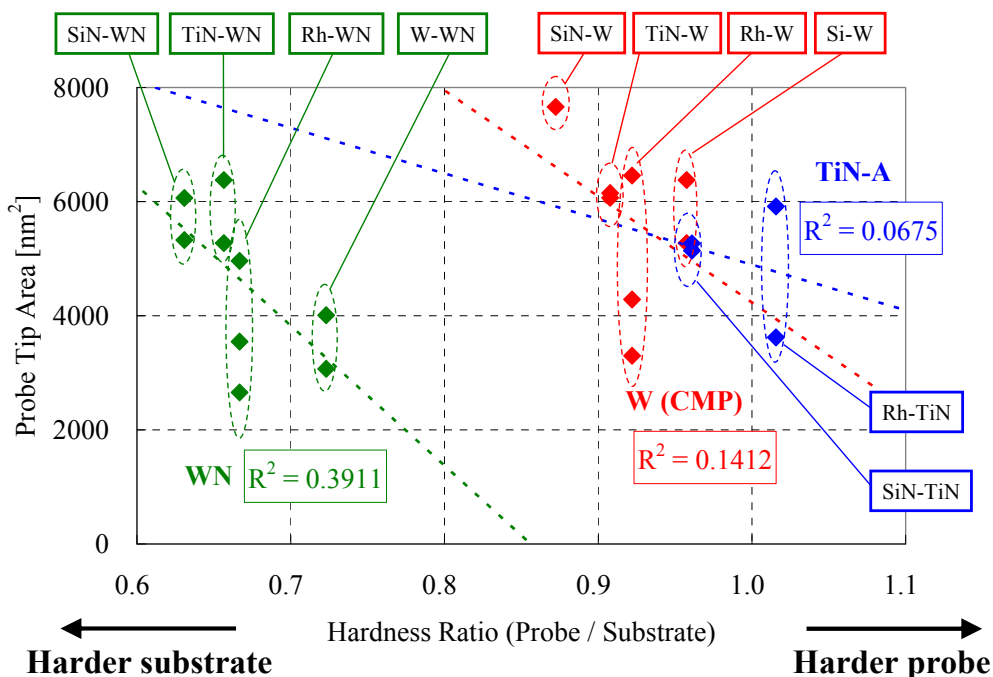 SiN-WN TiN-WN Rh-WN W-WN SiN-W TiN-W Rh-W Si-W
8000
6000
4000
2000
0
Probe Tip Area [nm²]
TiN-A
R² = 0.0675
W (CMP)
R² = 0.1412
WN R² = 0.3911
Rh-TiN
SiN-TiN
0.6 0.7 0.8 0.9 1.0 1.1
Hardness Ratio (Probe / Substrate)
Harder substrate Harder probe